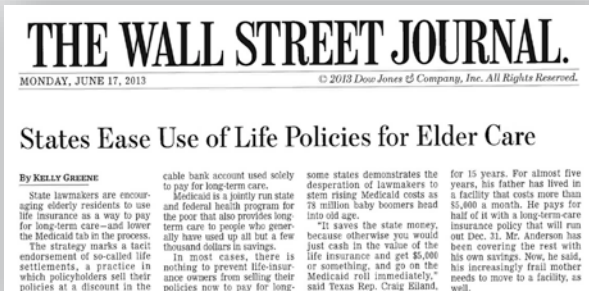 THE WALL STREET JOURNAL.
MONDAY, JUNE 17, 2013
© 2013 Dow Jones & Company, Inc. All Rights Reserved.
States Ease Use of Life Policies for Elder Care
By KELLY GREENE
State lawmakers are encour-
aging elderly residents to use
life insurance as a way to pay
for long-term care—and lower
the Medicaid tab in the process.
The strategy marks a tacit
endorsement of so-called life
settlements, a practice in
which policyholders sell their
policies at a discount in the
cable bank account used solely
to pay for long-term care.
Medicaid is a jointly run state
and federal health program for
the poor that also provides long-
term care to people who gener-
ally have used up all but a few
thousand dollars in savings.
In most cases, there is
nothing to prevent life-insur-
ance owners from selling their
policies now to pay for long-
some states demonstrates the
desperation of lawmakers to
stem rising Medicaid costs as
78 million baby boomers head
into old age.
"It saves the state money,
because otherwise you would
just cash in the value of the
life insurance and get $5,000
or something, and go on the
Medicaid roll immediately,"
said Texas Rep. Craig Eiland,
for 15 years. For almost five
years, his father has lived in
a facility that costs more than
$5,000 a month. He pays for
half of it with a long-term-care
insurance policy that will run
out Dec. 31. Mr. Anderson has
been covering the rest with
his own savings. Now, he said,
his increasingly frail mother
needs to move to a facility, as
well.